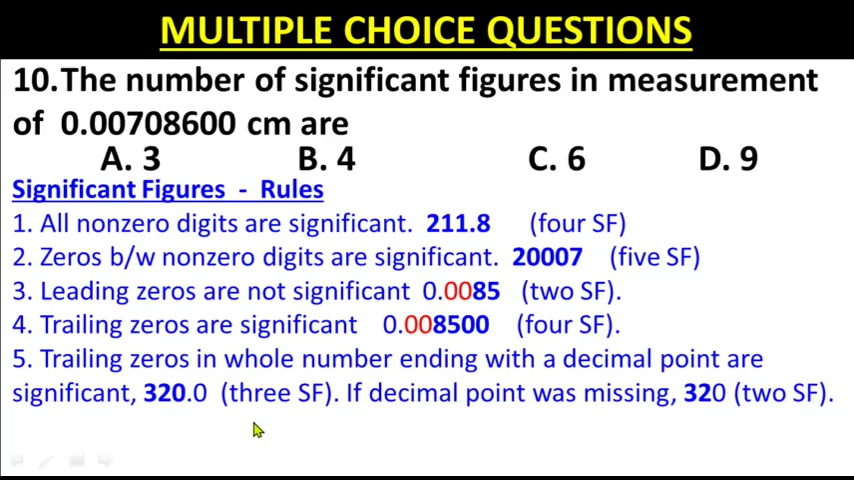 MULTIPLE CHOICE QUESTIONS
10.The number of significant figures in measurement
of 0.00708600 cm are
A. 3 B. 4 C. 6 D. 9
Significant Figures - Rules
1. All nonzero digits are significant. 211.8 (four SF)
2. Zeros b/w nonzero digits are significant. 20007 (five SF)
3. Leading zeros are not significant 0.0085 (two SF).
4. Trailing zeros are significant 0.008500 (four SF).
5. Trailing zeros in whole number ending with a decimal point are
significant, 320.0 (three SF). If decimal point was missing, 320 (two SF).